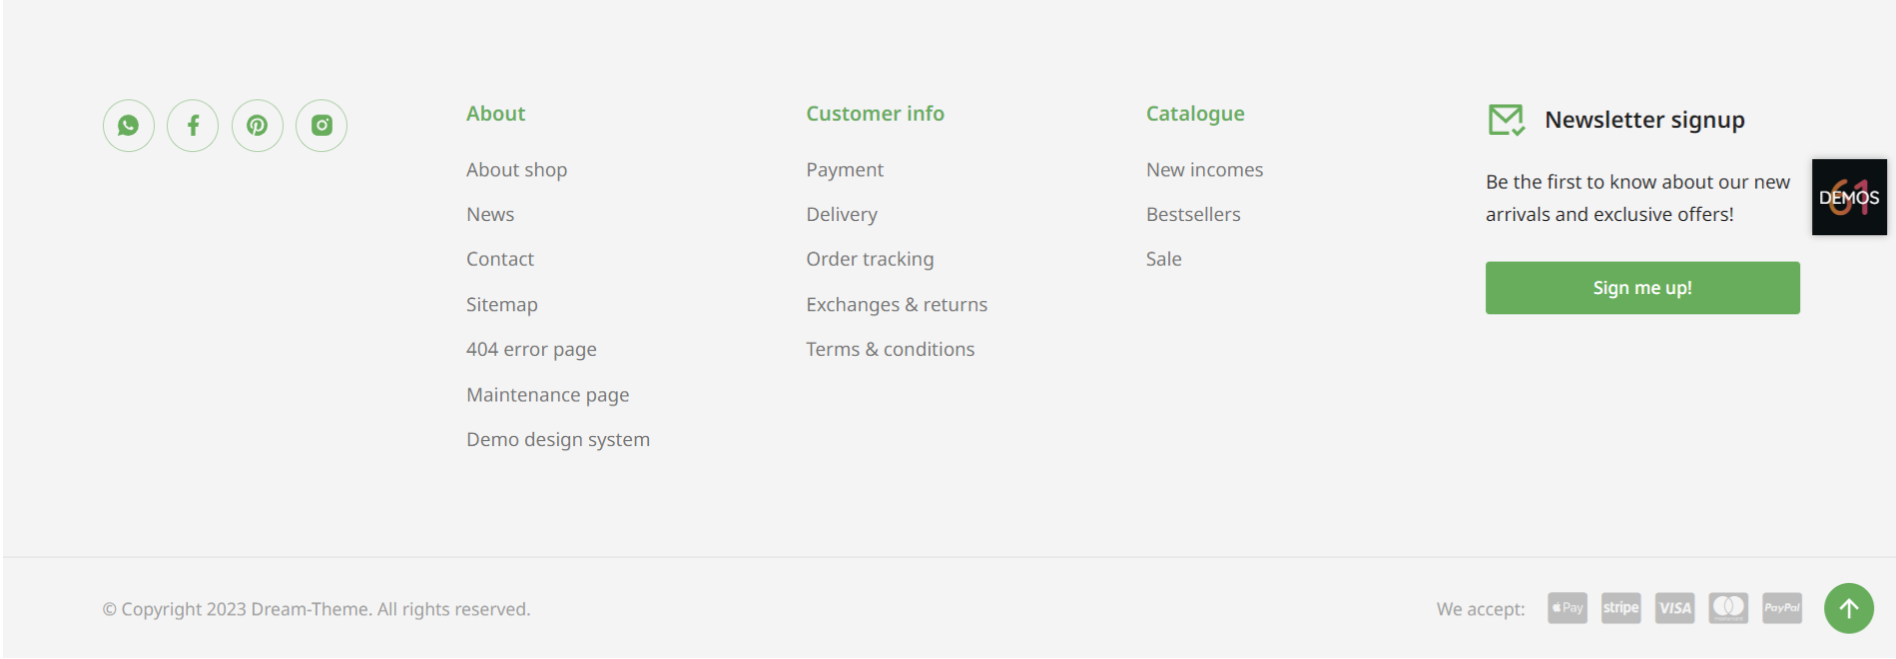 About
About shop
News
Contact
Sitemap
404 error page
Maintenance page
Demo design system
Customer info
Payment
Delivery
Order tracking
Exchanges & returns
Terms & conditions
Catalogue
New incomes
Bestsellers
Sale
Newsletter signup
Be the first to know about our new
arrivals and exclusive offers!
Sign me up!
61
DEMOS
© Copyright 2023 Dream-Theme. All rights reserved.
We accept: Pay stripe VISA PayPal